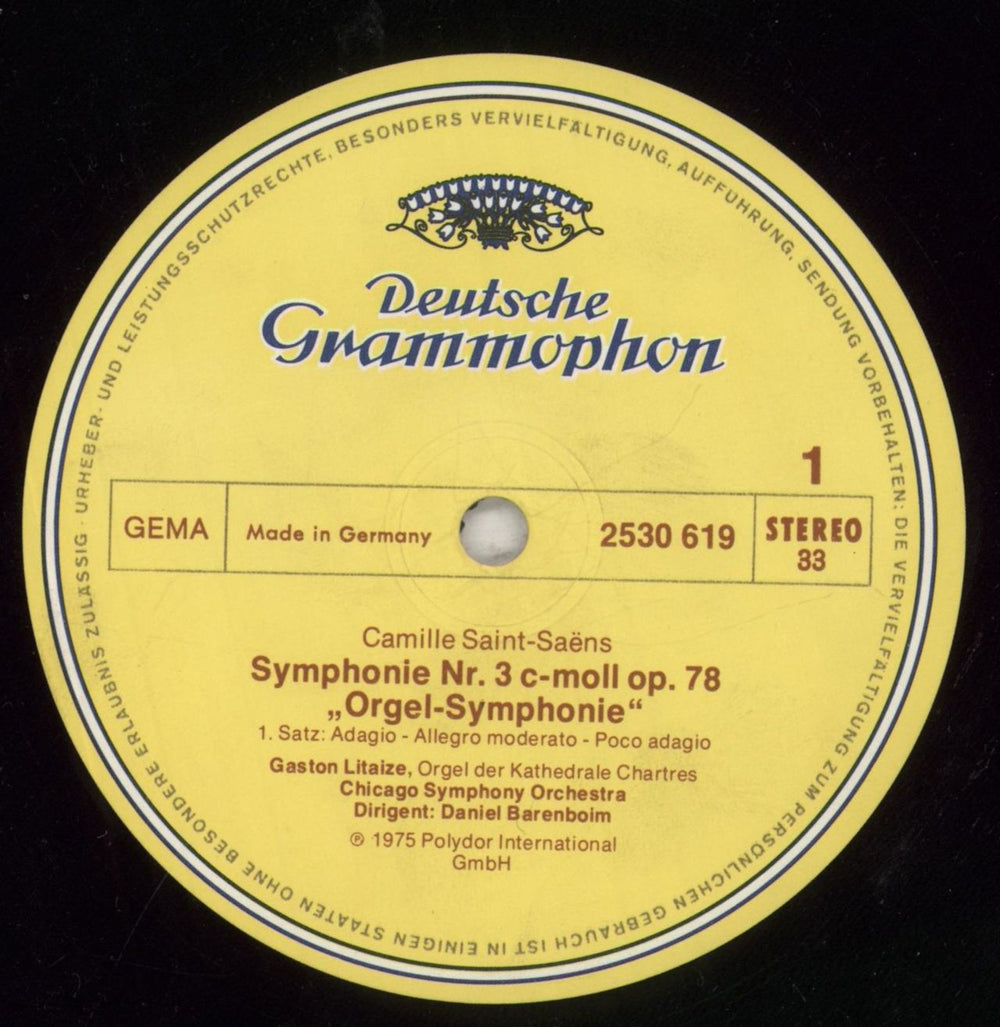 URHEBER- UND LEISTUNGSSCHUTZRECHTE, BESONDERS VERVIELFÄLTIGUNG, AUFFÜHRUNG, SENDUNG VORBEHALTEN; DIE VERVIELFÄLTIGUNG ZUM PERSÖNLICHEN GEBRAUCH IST IN EINIGEN STAATEN OHNE BESONDERE ERLAUBNIS ZULÄSSIG ·
Deutsche
Grammophon
1
GEMA
Made in Germany
2530 619
STEREO
33
Camille Saint-Saëns
Symphonie Nr. 3 c-moll op. 78
„Orgel-Symphonie“
1. Satz: Adagio - Allegro moderato - Poco adagio
Gaston Litaize, Orgel der Kathedrale Chartres
Chicago Symphony Orchestra
Dirigent: Daniel Barenboim
℗ 1975 Polydor International
GmbH